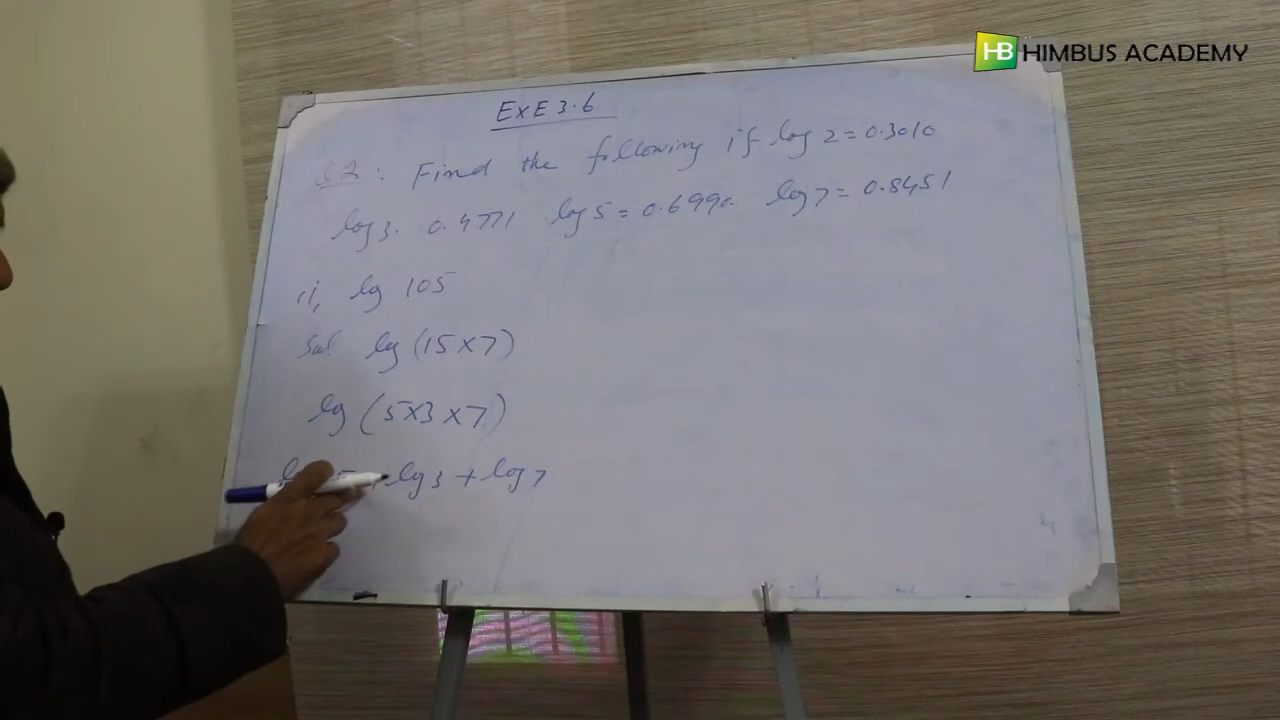 HB HIMBUS ACADEMY
EXE 3.6
Q2: Find the following if log 2 = 0.3010
log 3. 0.4771 log 5 = 0.6990. log 7 = 0.8451
(i, log 105
Sol log (15×7)
log (5×3×7)
log 3 + log 7